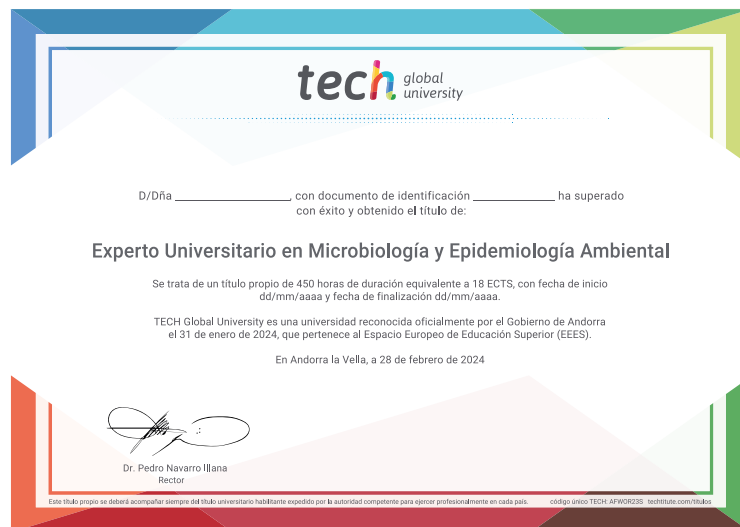 tech global university
D/Dña ______________, con documento de identificación ______________ ha superado
con éxito y obtenido el título de:
Experto Universitario en Microbiología y Epidemiología Ambiental
Se trata de un título propio de 450 horas de duración equivalente a 18 ECTS, con fecha de inicio
dd/mm/aaaa y fecha de finalización dd/mm/aaaa.
TECH Global University es una universidad reconocida oficialmente por el Gobierno de Andorra
el 31 de enero de 2024, que pertenece al Espacio Europeo de Educación Superior (EEES).
En Andorra la Vella, a 28 de febrero de 2024
Dr. Pedro Navarro Illana
Rector
Este título propio se deberá acompañar siempre del título universitario habilitante expedido por la autoridad competente para ejercer profesionalmente en cada país. código único TECH: AFWOR23S techtitute.com/titulos